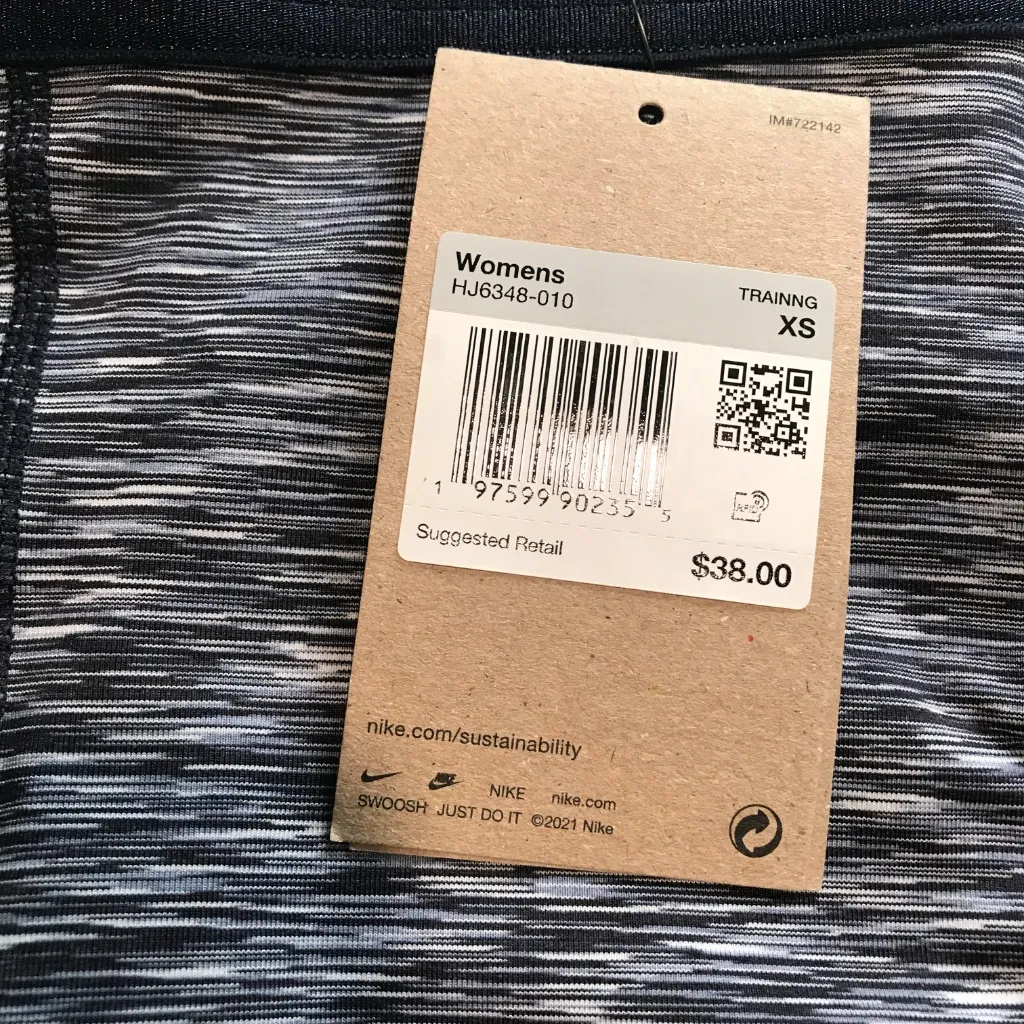 IM#722142
Womens
HJ6348-010
TRAINNG
XS
1 97599 90235 5
Suggested Retail
$38.00
nike.com/sustainability
NIKE nike.com
SWOOSH JUST DO IT ©2021 Nike